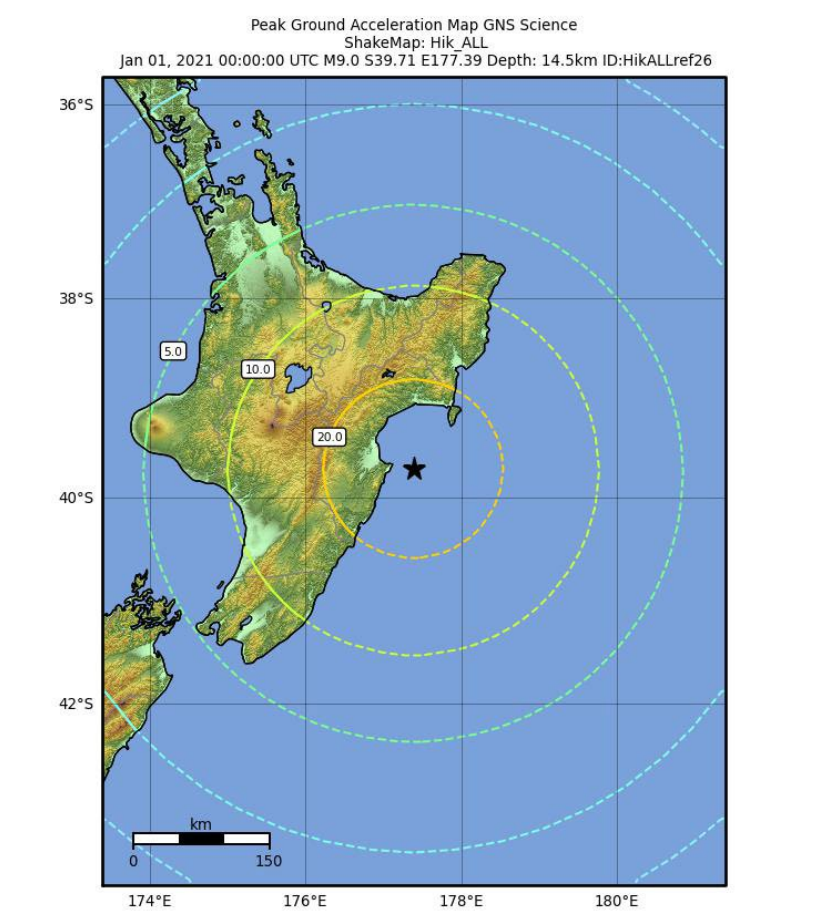 Peak Ground Acceleration Map GNS Science
ShakeMap: Hik_ALL
Jan 01, 2021 00:00:00 UTC M9.0 S39.71 E177.39 Depth: 14.5km ID:HikALLref26
36°S
38°S
5.0
10.0
20.0
40°S
42°S
km
0 150
174°E 176°E 178°E 180°E